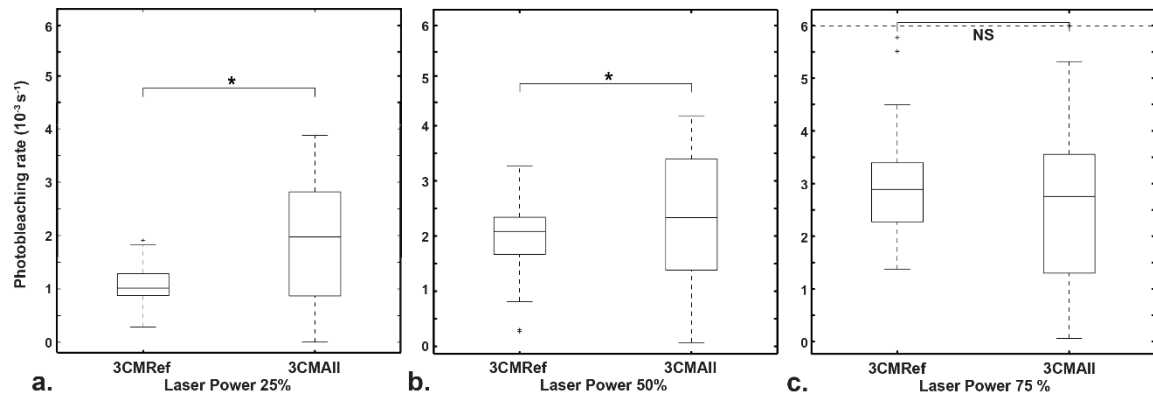 Photobleaching rate (10⁻³ s⁻¹)
6
5
4
3
2
1
0
*
3CMRef 3CMAll
a. Laser Power 25%
6
5
4
3
2
1
0
*
3CMRef 3CMAll
b. Laser Power 50%
6
5
4
3
2
1
0
NS
3CMRef 3CMAll
c. Laser Power 75 %